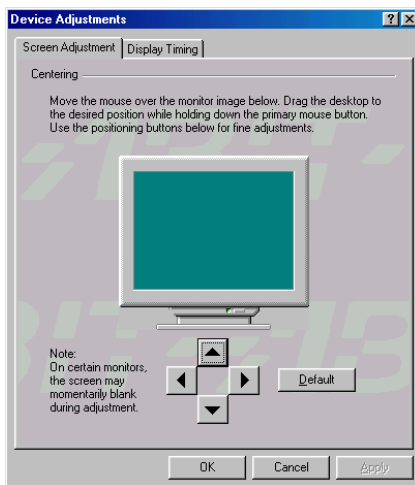 Device Adjustments
Screen Adjustment Display Timing
Centering
Move the mouse over the monitor image below. Drag the desktop to
the desired position while holding down the primary mouse button.
Use the positioning buttons below for fine adjustments.
Note:
On certain monitors,
the screen may
momentarily blank
during adjustment.
Default
OK Cancel Apply